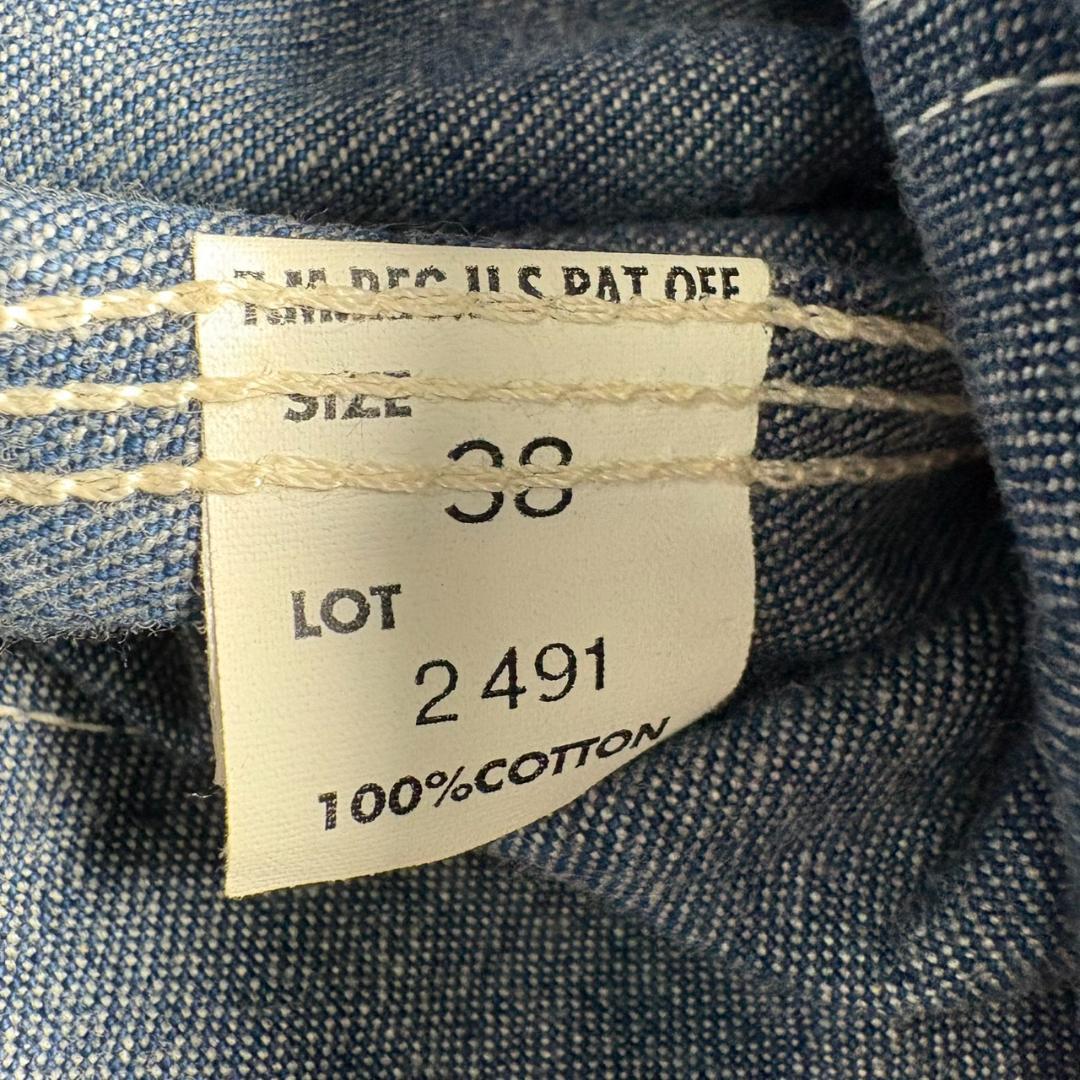 T.M. REG. U.S. PAT. OFF
SIZE
38
LOT
2 491
100%COTTON